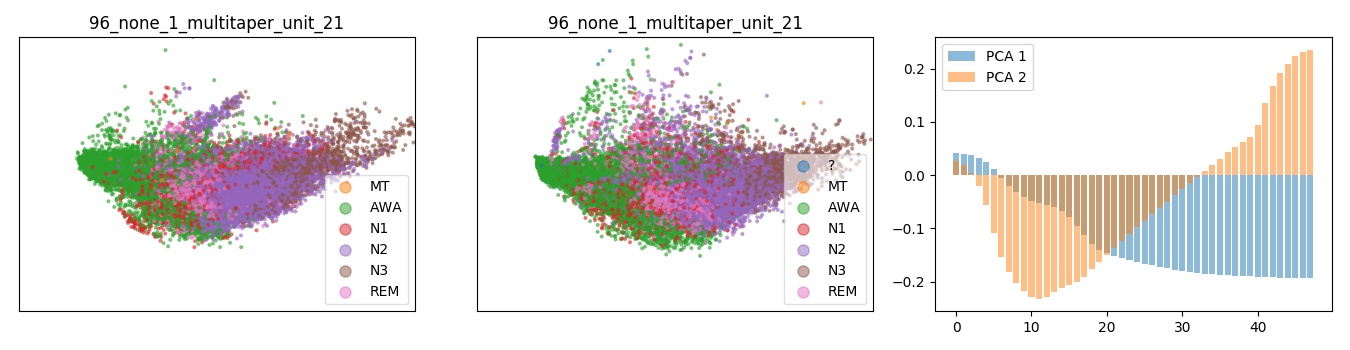 96_none_1_multitaper_unit_21
MT
AWA
N1
N2
N3
REM
96_none_1_multitaper_unit_21
?
MT
AWA
N1
N2
N3
REM
PCA 1
PCA 2
0.2
0.1
0.0
−0.1
−0.2
0
10
20
30
40